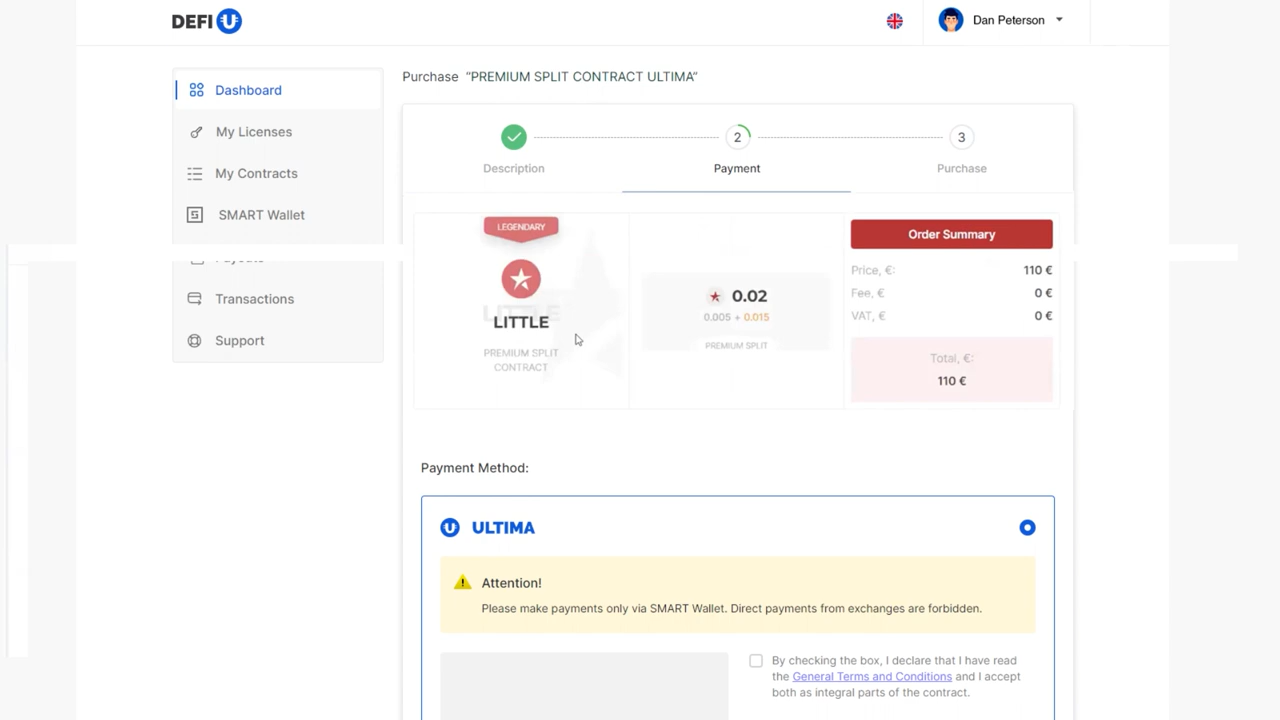 DEFI
Dan Peterson
Dashboard
My Licenses
My Contracts
SMART Wallet
Transactions
Support
Purchase “PREMIUM SPLIT CONTRACT ULTIMA”
2
3
Description
Payment
Purchase
LEGENDARY
LITTLE
PREMIUM SPLIT
CONTRACT
0.02
0.005 + 0.015
PREMIUM SPLIT
Order Summary
Price, €: 110 €
Fee, € 0 €
VAT, € 0 €
Total, €:
110 €
Payment Method:
ULTIMA
Attention!
Please make payments only via SMART Wallet. Direct payments from exchanges are forbidden.
By checking the box, I declare that I have read
the General Terms and Conditions and I accept
both as integral parts of the contract.